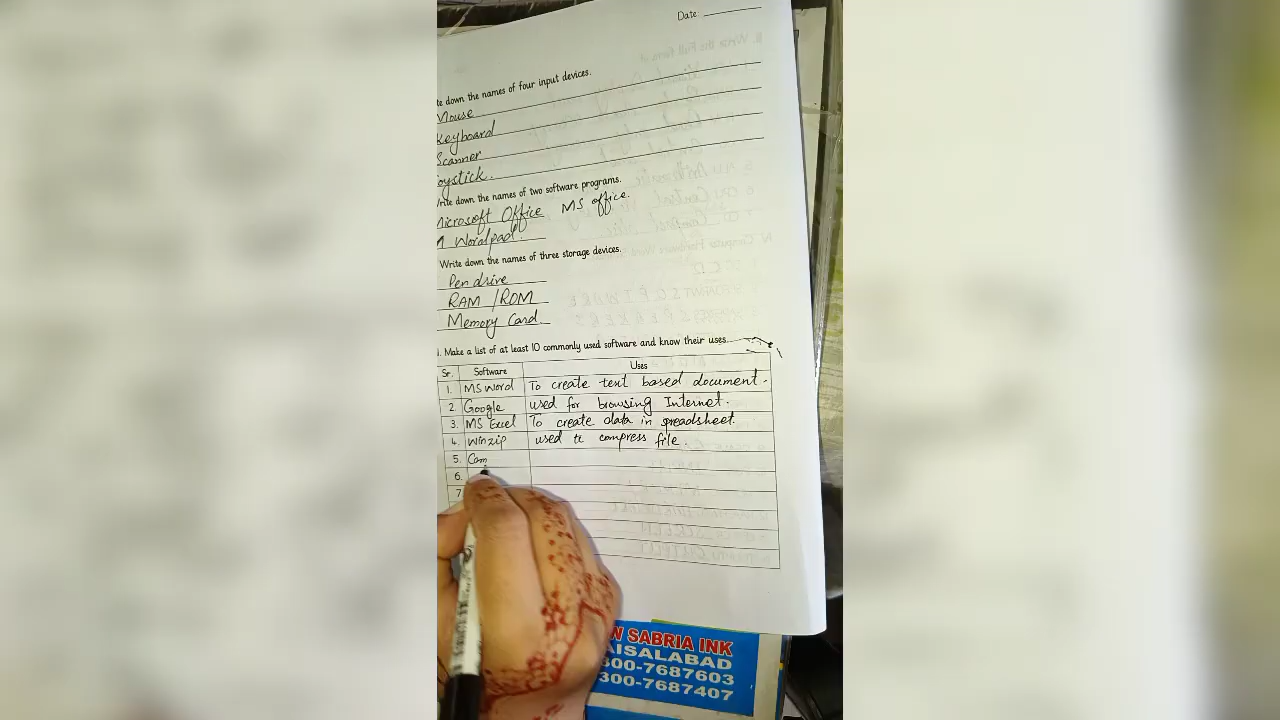 Date:
te down the names of four input devices.
Mouse
Keyboard
Scanner
oystick.
rite down the names of two software programs.
Microsoft Office MS office.
Wordpad.
Write down the names of three storage devices.
Pen drive
RAM / ROM
Memory Card.
. Make a list of at least 10 commonly used software and know their uses.
Sr. Software Uses
1. MS Word To create text based document.
2. Google used for browsing Internet.
3. MS Excel To create data in spreadsheet.
4. Winzip used to compress file.
5. Cam
6.
7
N SABRIA INK
AISALABAD
300-7687603
300-7687407